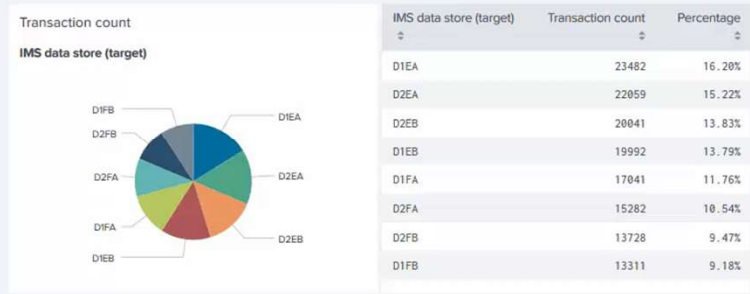 Transaction count
IMS data store (target)
D1FB
D1EA
D2FB
D2FA
D2EA
D1FA
D2EB
D1EB
IMS data store (target) Transaction count Percentage
D1EA 23482 16.20%
D2EA 22059 15.22%
D2EB 20041 13.83%
D1EB 19992 13.79%
D1FA 17041 11.76%
D2FA 15282 10.54%
D2FB 13728 9.47%
D1FB 13311 9.18%